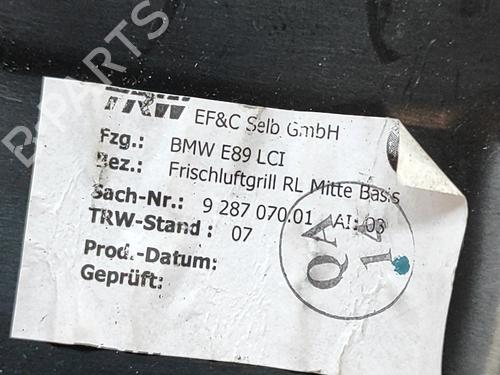 B-PARTS
TRW EF&C Selb GmbH
Fzg.: BMW E89 LCI
Bez.: Frischluftgrill RL Mitte Basis
Sach-Nr.: 9 287 070.01 AI: 03
TRW-Stand : 07
Prod.-Datum:
Geprüft:
QA
14